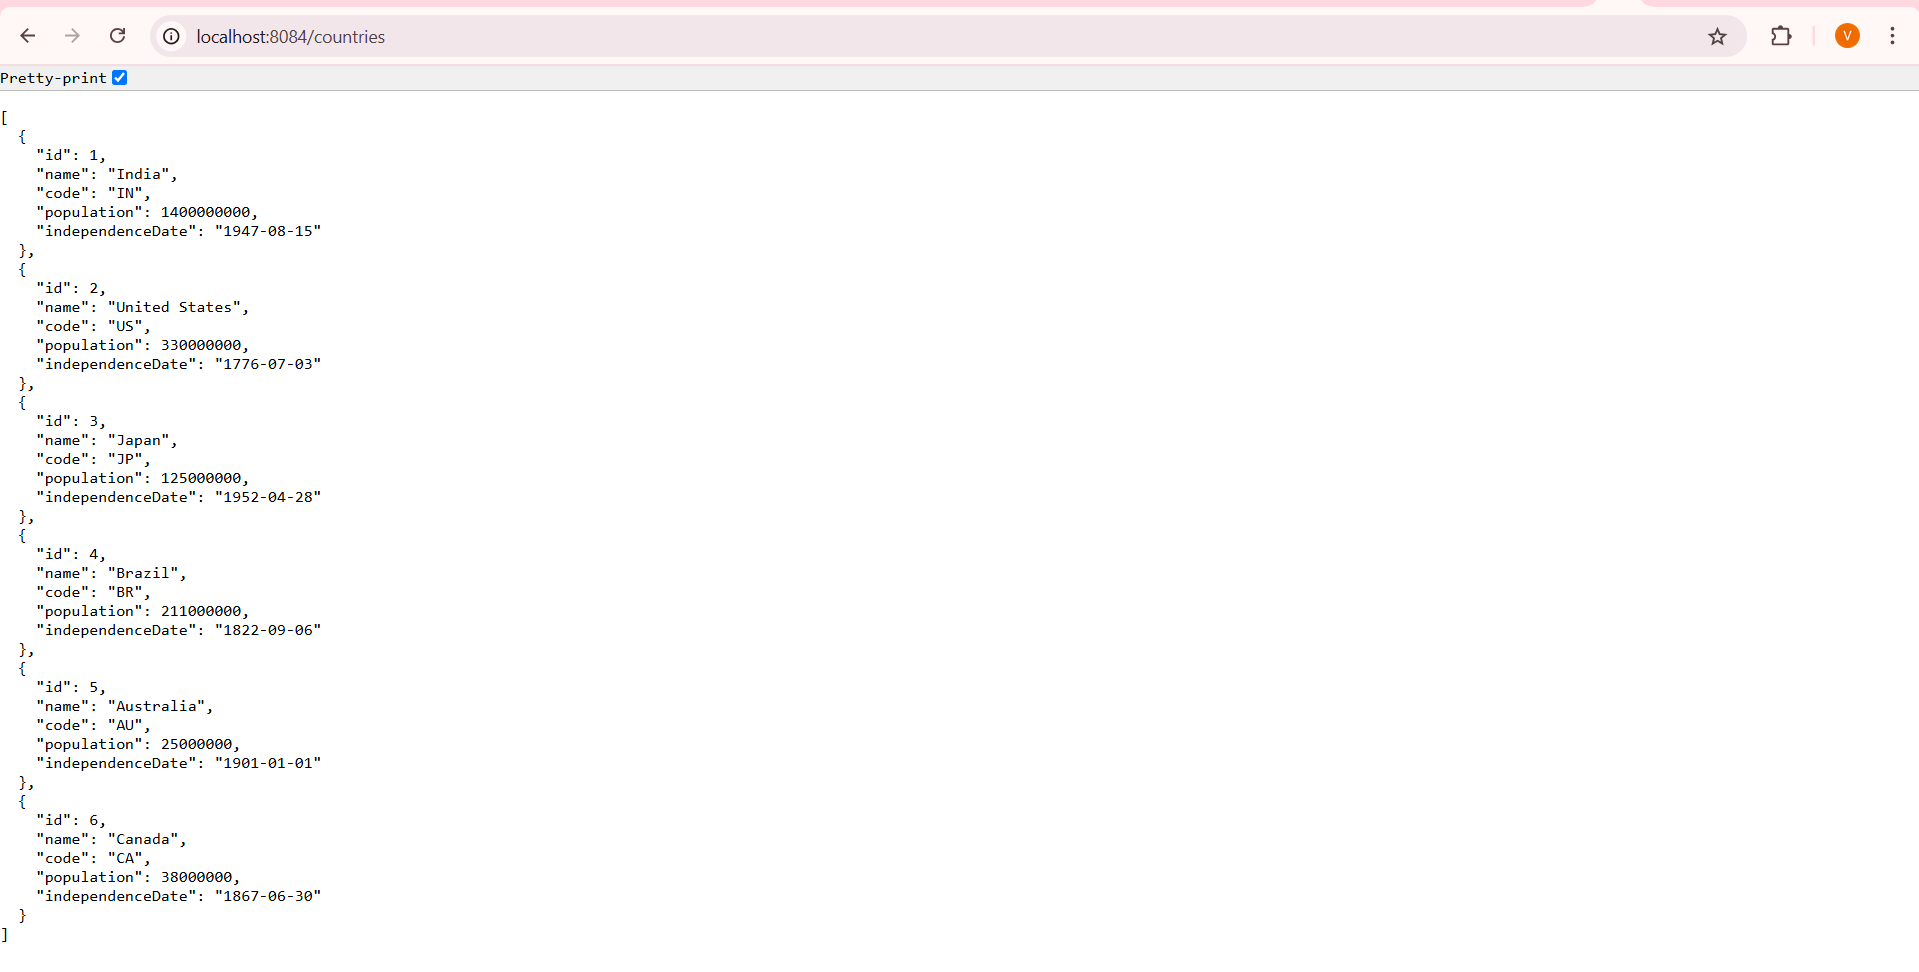 localhost:8084/countries
V
Pretty-print
[
  {
    "id": 1,
    "name": "India",
    "code": "IN",
    "population": 1400000000,
    "independenceDate": "1947-08-15"
  },
  {
    "id": 2,
    "name": "United States",
    "code": "US",
    "population": 330000000,
    "independenceDate": "1776-07-03"
  },
  {
    "id": 3,
    "name": "Japan",
    "code": "JP",
    "population": 125000000,
    "independenceDate": "1952-04-28"
  },
  {
    "id": 4,
    "name": "Brazil",
    "code": "BR",
    "population": 211000000,
    "independenceDate": "1822-09-06"
  },
  {
    "id": 5,
    "name": "Australia",
    "code": "AU",
    "population": 25000000,
    "independenceDate": "1901-01-01"
  },
  {
    "id": 6,
    "name": "Canada",
    "code": "CA",
    "population": 38000000,
    "independenceDate": "1867-06-30"
  }
]